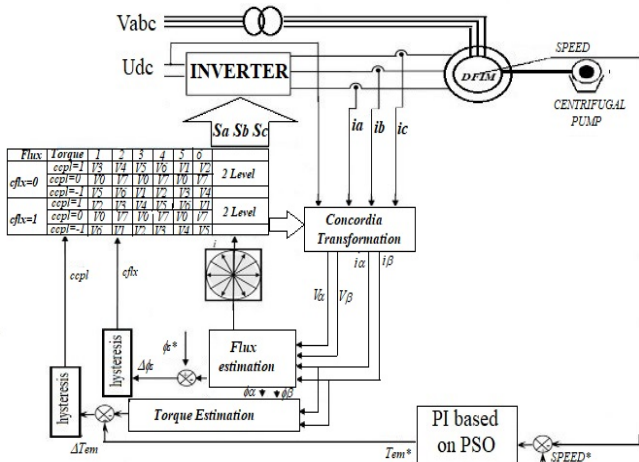 Vabc
Udc
INVERTER
DFIM
SPEED
CENTRIFUGAL
PUMP
Sa Sb Sc
ia ib ic
Flux Torque 1 2 3 4 5 6
cflx=0
ccpl=1 V3 V4 V5 V6 V1 V2
ccpl=0 V0 V7 V0 V7 V0 V7
ccpl=-1 V5 V6 V1 V2 V3 V4
2 Level
cflx=1
ccpl=1 V2 V3 V4 V5 V6 V1
ccpl=0 V7 V0 V7 V0 V7
ccpl=-1 V6 V1 V2 V3 V4 V5
2 Level
Concordia
Transformation
i
ccpl
cflx
Vα Vβ
iα iβ
Flux
estimation
hysteresis
Δϕs
ϕα ϕβ
hysteresis
Torque Estimation
ΔTem
Tem*
PI based
on PSO
SPEED*